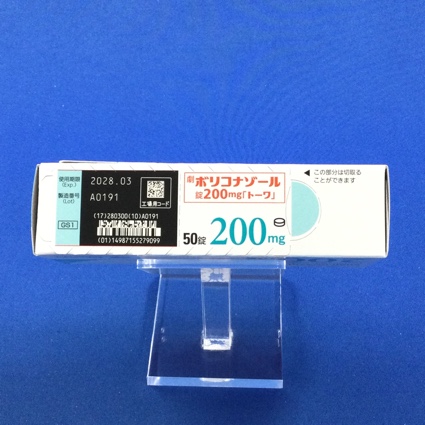 使用期限
(Exp.)
2028.03
製造番号
(Lot)
A0191
工場用コード
GS1
(17)280300(10)A0191
(01)14987155279099
劇 ボリコナゾール
錠200mg「トーワ」
50錠 200mg
この部分は切取る
ことができます